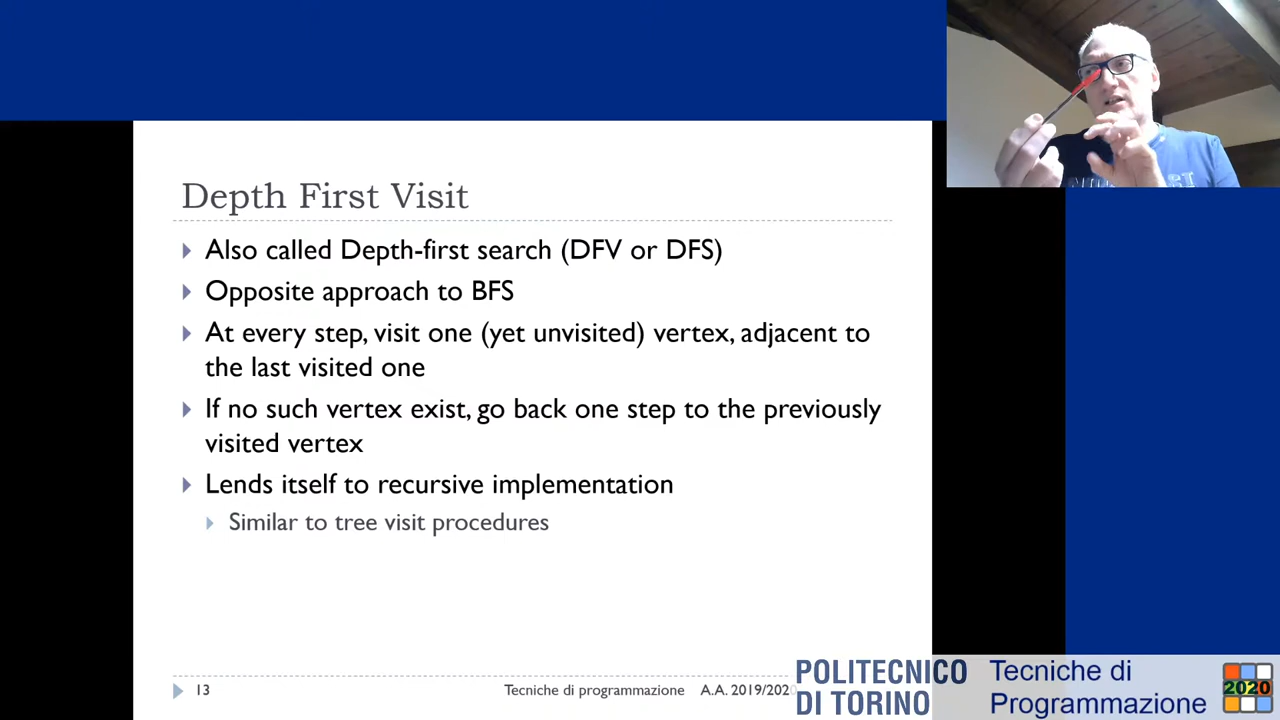 Depth First Visit
Also called Depth-first search (DFV or DFS)
Opposite approach to BFS
At every step, visit one (yet unvisited) vertex, adjacent to
the last visited one
If no such vertex exist, go back one step to the previously
visited vertex
Lends itself to recursive implementation
Similar to tree visit procedures
13
Tecniche di programmazione A.A. 2019/2020
POLITECNICO
DI TORINO
Tecniche di
Programmazione
2020